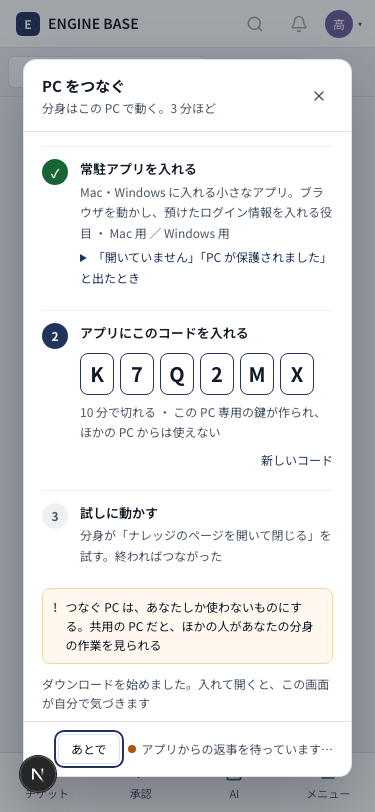 E ENGINE BASE 高
PC をつなぐ
分身はこの PC で動く。3 分ほど
常駐アプリを入れる
Mac・Windows に入れる小さなアプリ。ブラ
ウザを動かし、預けたログイン情報を入れる役
目 ・ Mac 用 ／ Windows 用
▶ 「開いていません」「PC が保護されました」
と出たとき
2 アプリにこのコードを入れる
K 7 Q 2 M X
10 分で切れる ・ この PC 専用の鍵が作られ、
ほかの PC からは使えない
新しいコード
3 試しに動かす
分身が「ナレッジのページを開いて閉じる」を
試す。終わればつながった
! つなぐ PC は、あなたしか使わないものにす
る。共用の PC だと、ほかの人があなたの分身
の作業を見られる
ダウンロードを始めました。入れて開くと、この画面
が自分で気づきます
あとで アプリからの返事を待っています…
N
チケット 承認 AI メニュー